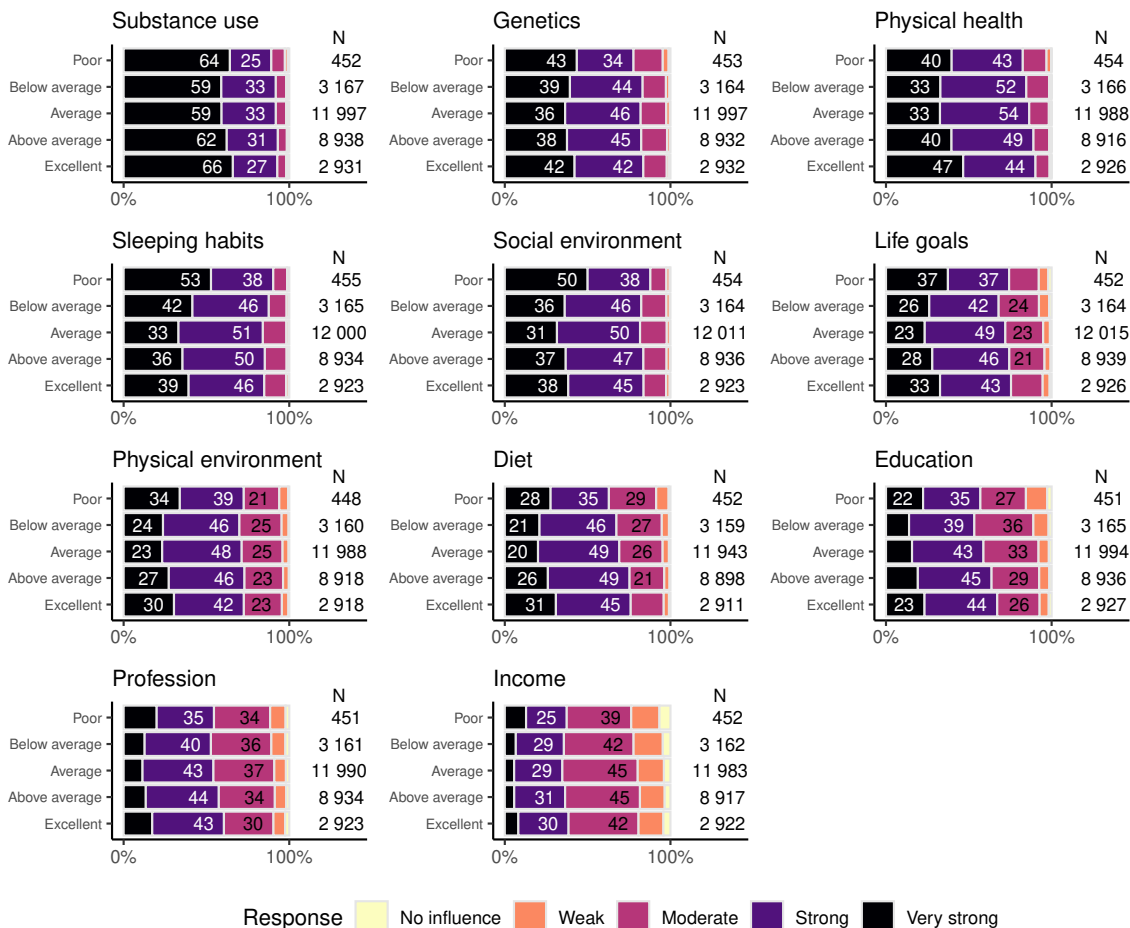 Substance use Genetics Physical health
N N N
Poor 64 25 452 Poor 43 34 453 Poor 40 43 454
Below average 59 33 3 167 Below average 39 44 3 164 Below average 33 52 3 166
Average 59 33 11 997 Average 36 46 11 997 Average 33 54 11 988
Above average 62 31 8 938 Above average 38 45 8 932 Above average 40 49 8 916
Excellent 66 27 2 931 Excellent 42 42 2 932 Excellent 47 44 2 926
0% 100% 0% 100% 0% 100%
Sleeping habits Social environment Life goals
N N N
Poor 53 38 455 Poor 50 38 454 Poor 37 37 452
Below average 42 46 3 165 Below average 36 46 3 164 Below average 26 42 24 3 164
Average 33 51 12 000 Average 31 50 12 011 Average 23 49 23 12 015
Above average 36 50 8 934 Above average 37 47 8 936 Above average 28 46 21 8 939
Excellent 39 46 2 923 Excellent 38 45 2 923 Excellent 33 43 2 926
0% 100% 0% 100% 0% 100%
Physical environment Diet Education
N N N
Poor 34 39 21 448 Poor 28 35 29 452 Poor 22 35 27 451
Below average 24 46 25 3 160 Below average 21 46 27 3 159 Below average 39 36 3 165
Average 23 48 25 11 988 Average 20 49 26 11 943 Average 43 33 11 994
Above average 27 46 23 8 918 Above average 26 49 21 8 898 Above average 45 29 8 936
Excellent 30 42 23 2 918 Excellent 31 45 2 911 Excellent 23 44 26 2 927
0% 100% 0% 100% 0% 100%
Profession Income
N N
Poor 35 34 451 Poor 25 39 452
Below average 40 36 3 161 Below average 29 42 3 162
Average 43 37 11 990 Average 29 45 11 983
Above average 44 34 8 934 Above average 31 45 8 917
Excellent 43 30 2 923 Excellent 30 42 2 922
0% 100% 0% 100%
Response No influence Weak Moderate Strong Very strong